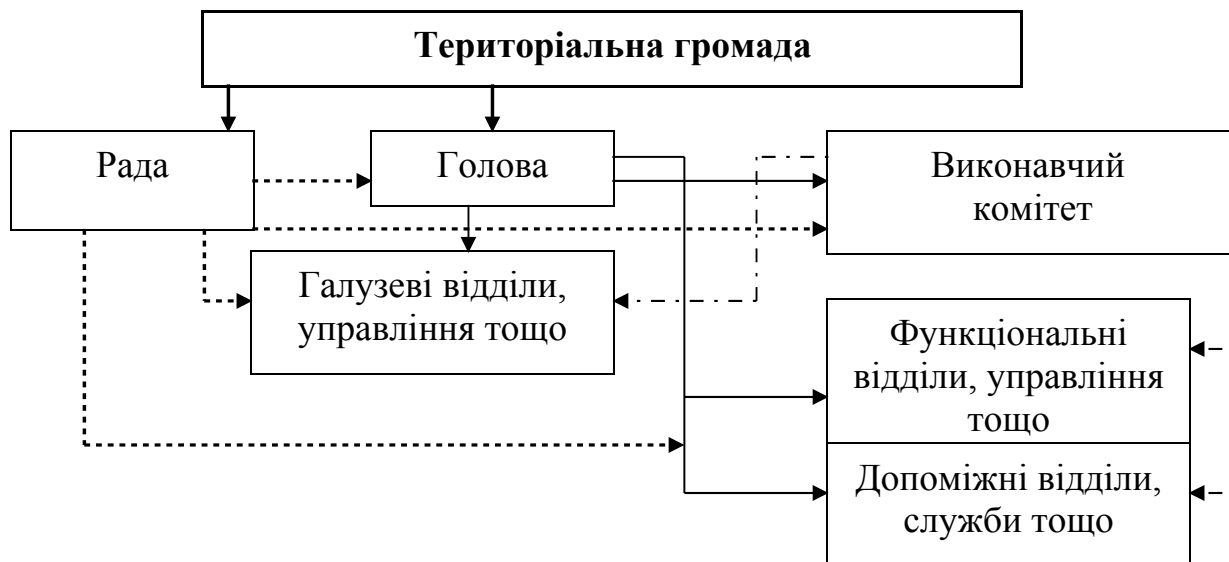 Територіальна громада
Рада
Голова
Виконавчий
комітет
Галузеві відділи,
управління тощо
Функціональні
відділи, управління
тощо
Допоміжні відділи,
служби тощо